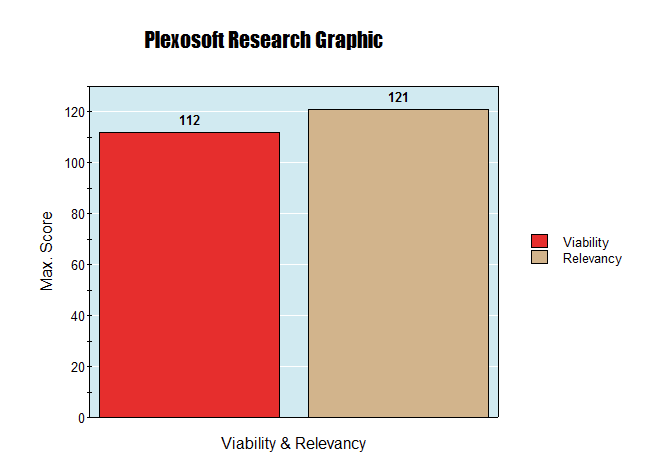 Plexosoft Research Graphic
121
112
120
100
80
60
40
20
0
Max. Score
Viability
Relevancy
Viability & Relevancy